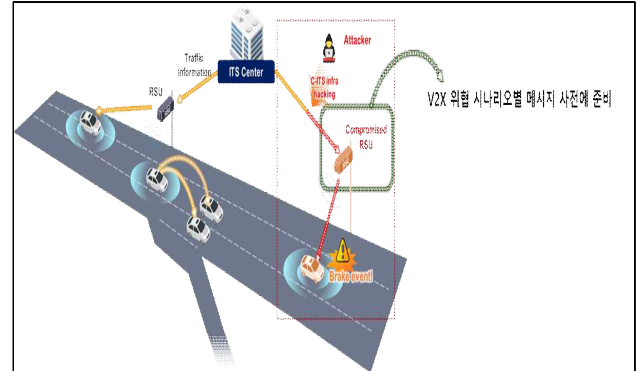 Attacker
Traffic
information
ITS Center
RSU
C-ITS infra
hacking
V2X 위협 시나리오별 메시지 사전에 준비
Compromised
RSU
Brake event!